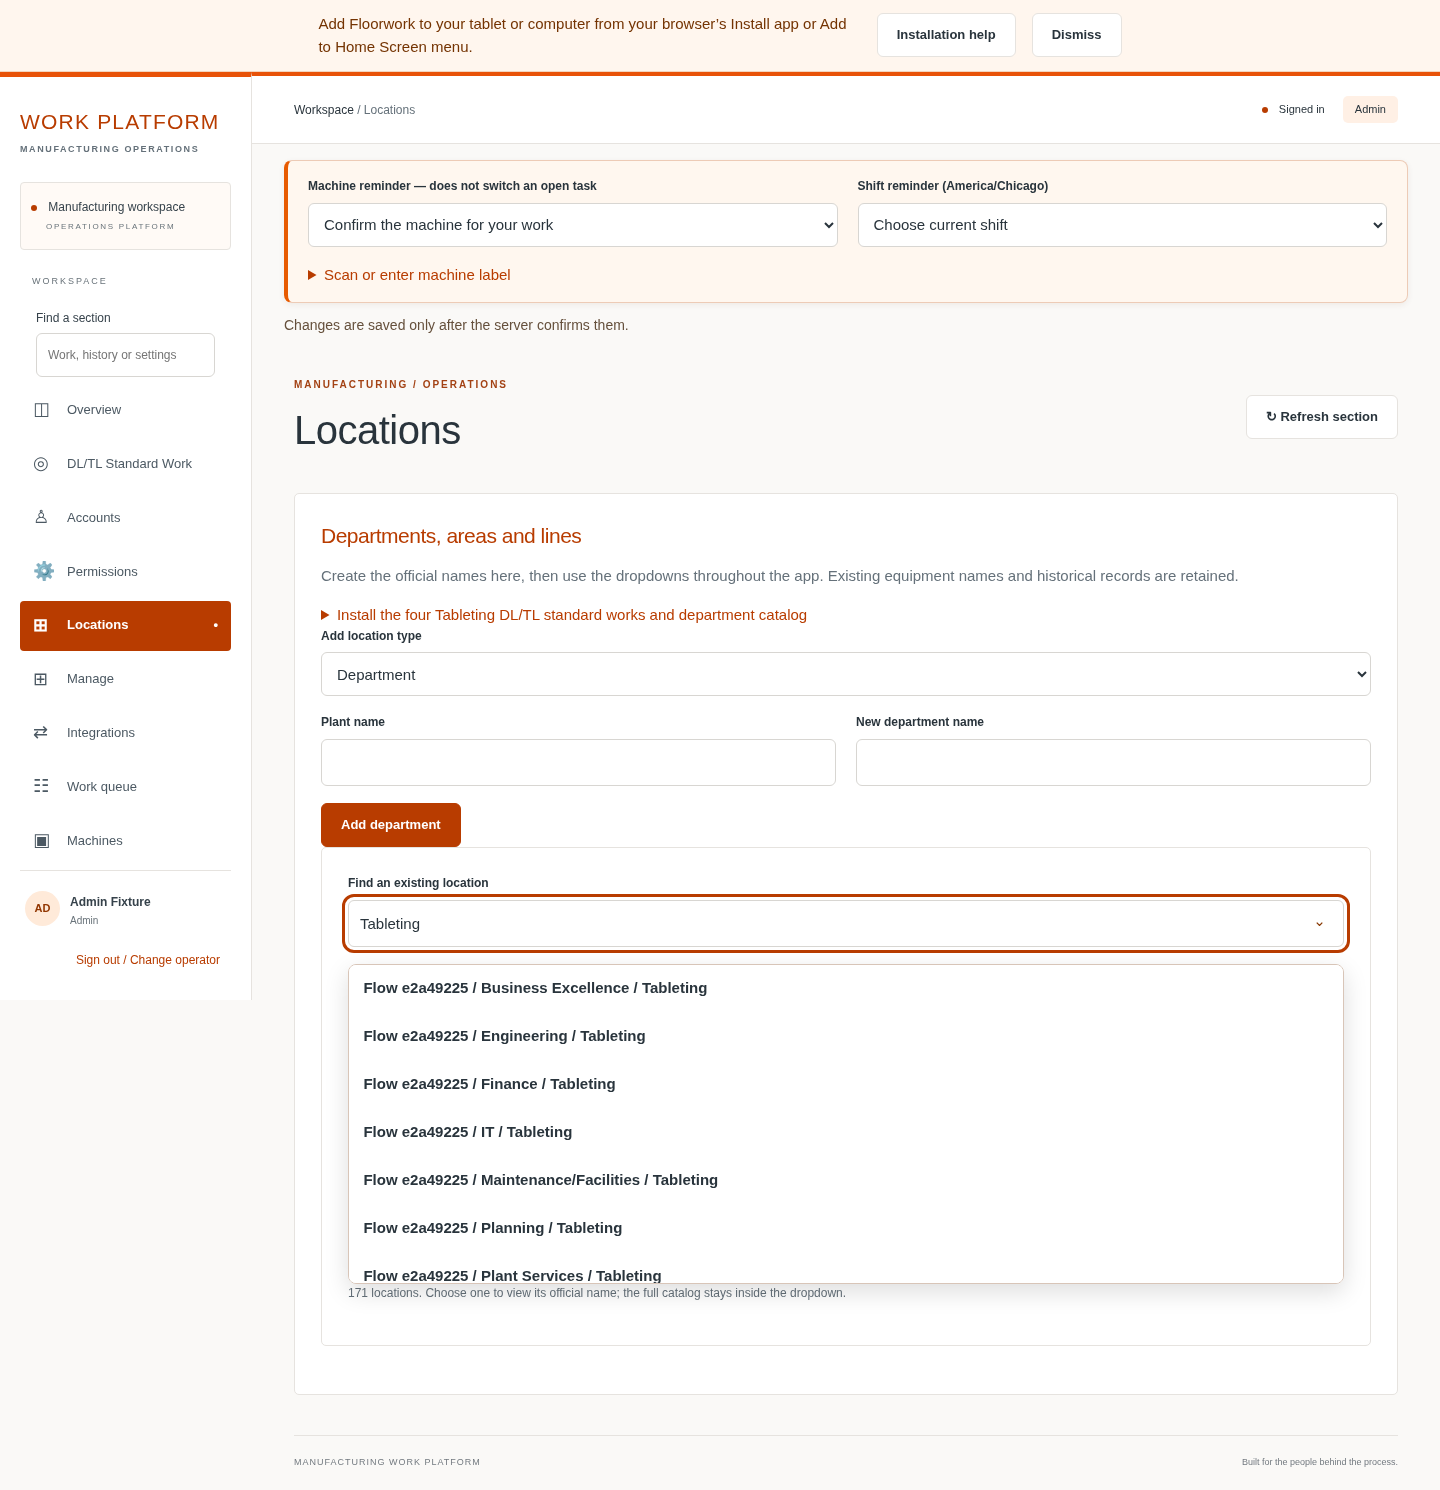 Add Floorwork to your tablet or computer from your browser’s Install app or Add
to Home Screen menu.
Installation help
Dismiss
WORK PLATFORM
MANUFACTURING OPERATIONS
Manufacturing workspace
OPERATIONS PLATFORM
WORKSPACE
Find a section
Work, history or settings
Overview
DL/TL Standard Work
Accounts
Permissions
Locations
Manage
Integrations
Work queue
Machines
AD
Admin Fixture
Admin
Sign out / Change operator
Workspace / Locations
Signed in
Admin
Machine reminder — does not switch an open task
Confirm the machine for your work
Shift reminder (America/Chicago)
Choose current shift
Scan or enter machine label
Changes are saved only after the server confirms them.
MANUFACTURING / OPERATIONS
Locations
↻ Refresh section
Departments, areas and lines
Create the official names here, then use the dropdowns throughout the app. Existing equipment names and historical records are retained.
Install the four Tableting DL/TL standard works and department catalog
Add location type
Department
Plant name
New department name
Add department
Find an existing location
Tableting
Flow e2a49225 / Business Excellence / Tableting
Flow e2a49225 / Engineering / Tableting
Flow e2a49225 / Finance / Tableting
Flow e2a49225 / IT / Tableting
Flow e2a49225 / Maintenance/Facilities / Tableting
Flow e2a49225 / Planning / Tableting
Flow e2a49225 / Plant Services / Tableting
171 locations. Choose one to view its official name; the full catalog stays inside the dropdown.
MANUFACTURING WORK PLATFORM
Built for the people behind the process.